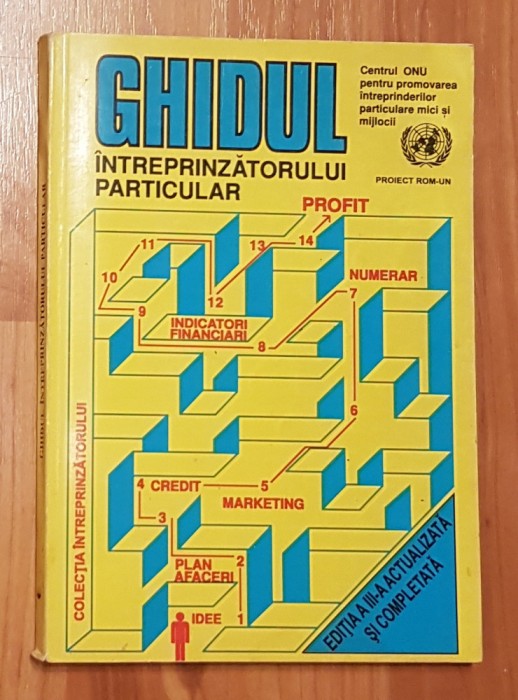 GHIDUL
ÎNTREPRINZĂTORULUI
PARTICULAR
Centrul ONU
pentru promovarea
întreprinderilor
particulare mici și
mijlocii
PROIECT ROM-UN
PROFIT
14
13
11
10
12
9
NUMERAR
7
INDICATORI
FINANCIARI
8
6
4 CREDIT
5
MARKETING
3
PLAN
AFACERI
2
IDEE
1
COLECȚIA ÎNTREPRINZĂTORULUI
EDIȚIA A III-A ACTUALIZATĂ
ȘI COMPLETATĂ
GHIDUL ÎNTREPRINZĂTORULUI PARTICULAR